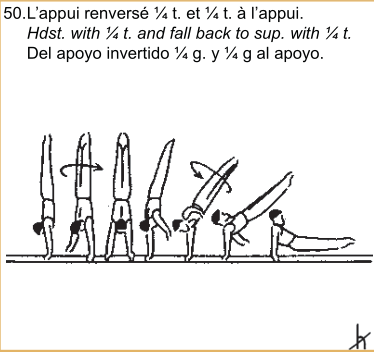 50.L'appui renversé ¼ t. et ¼ t. à l'appui.
Hdst. with ¼ t. and fall back to sup. with ¼ t.
Del apoyo invertido ¼ g. y ¼ g al apoyo.